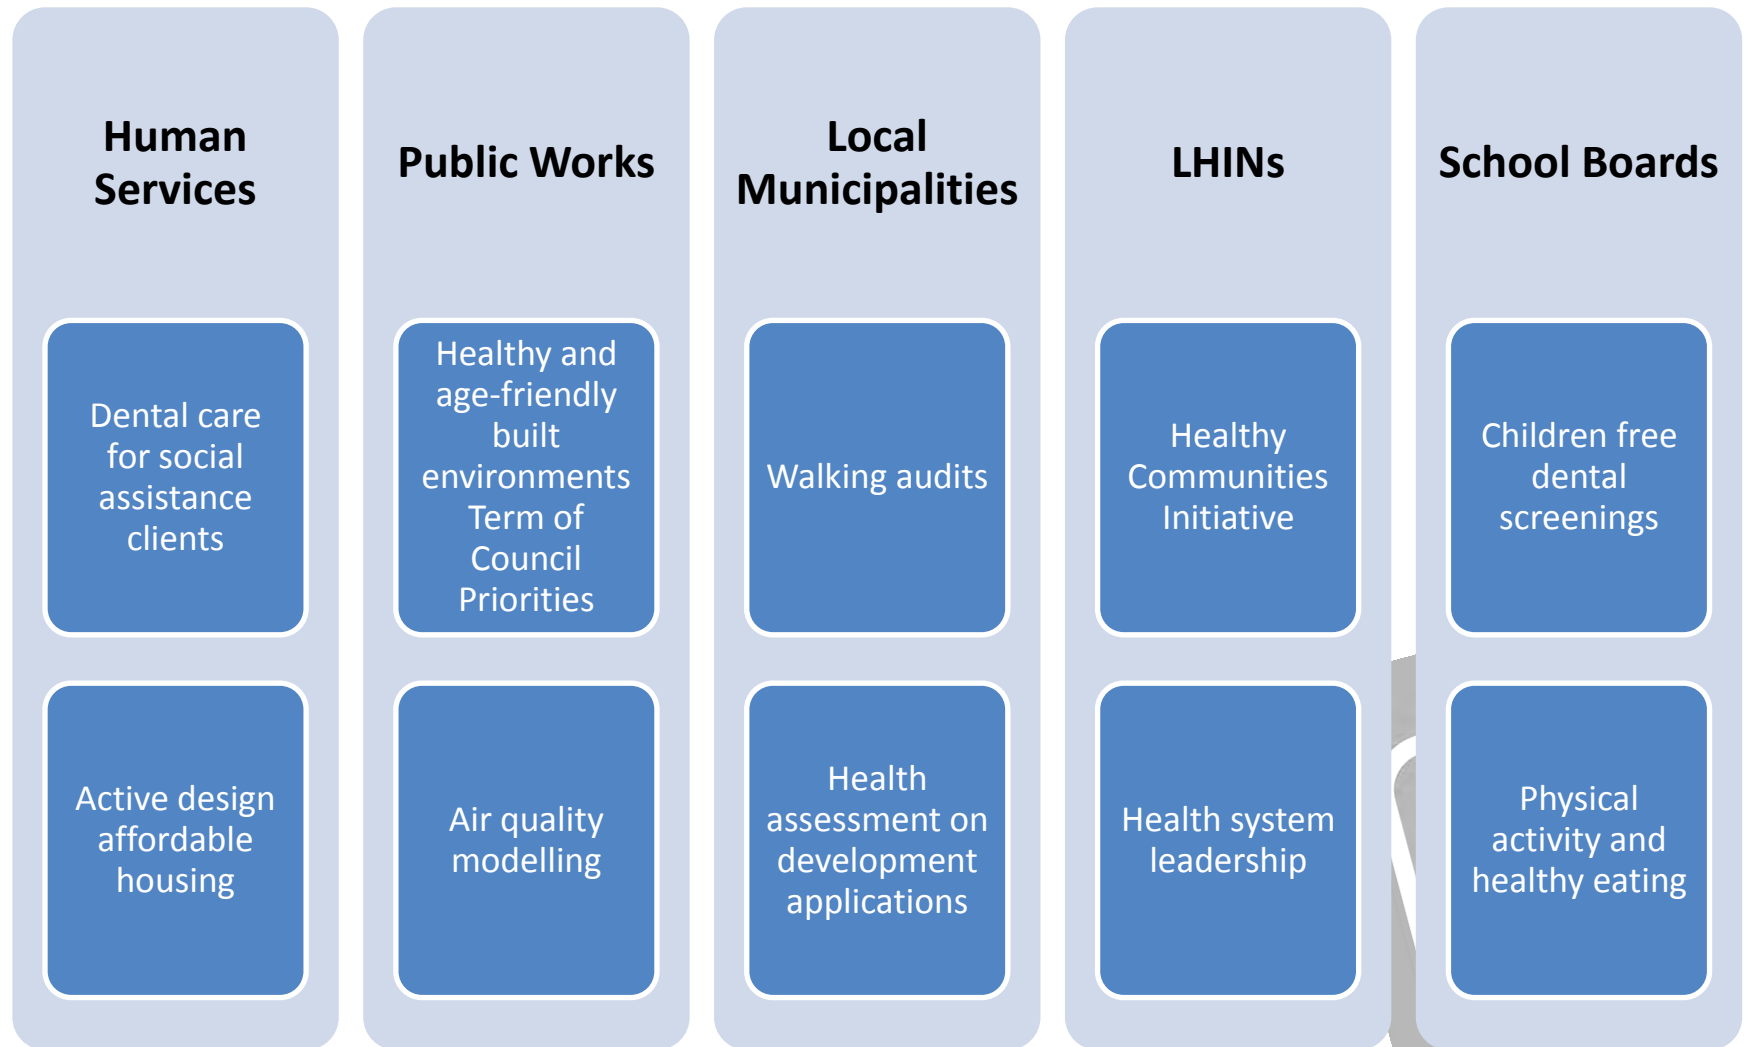 Human
Services
Dental care
for social
assistance
clients
Active design
affordable
housing
Public Works
Healthy and
age-friendly
built
environments
Term of
Council
Priorities
Air quality
modelling
Local
Municipalities
Walking audits
Health
assessment on
development
applications
LHINs
Healthy
Communities
Initiative
Health system
leadership
School Boards
Children free
dental
screenings
Physical
activity and
healthy eating